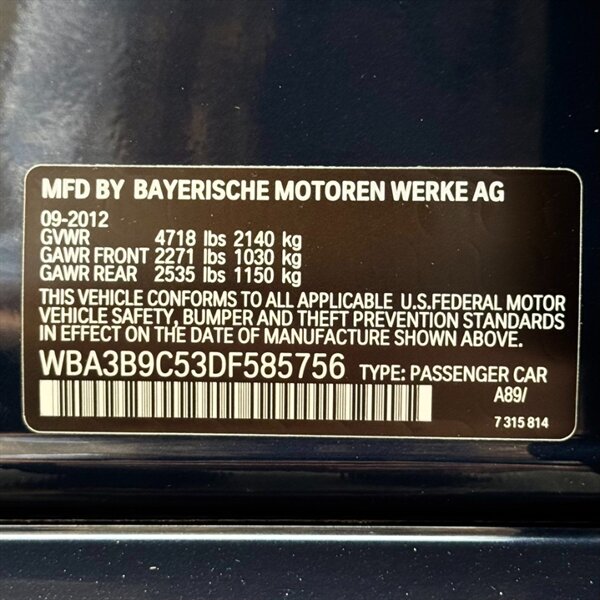 MFD BY BAYERISCHE MOTOREN WERKE AG
09-2012
GVWR 4718 lbs 2140 kg
GAWR FRONT 2271 lbs 1030 kg
GAWR REAR 2535 lbs 1150 kg
THIS VEHICLE CONFORMS TO ALL APPLICABLE U.S.FEDERAL MOTOR
VEHICLE SAFETY, BUMPER AND THEFT PREVENTION STANDARDS
IN EFFECT ON THE DATE OF MANUFACTURE SHOWN ABOVE.
WBA3B9C53DF585756 TYPE: PASSENGER CAR
A89/
7 315 814